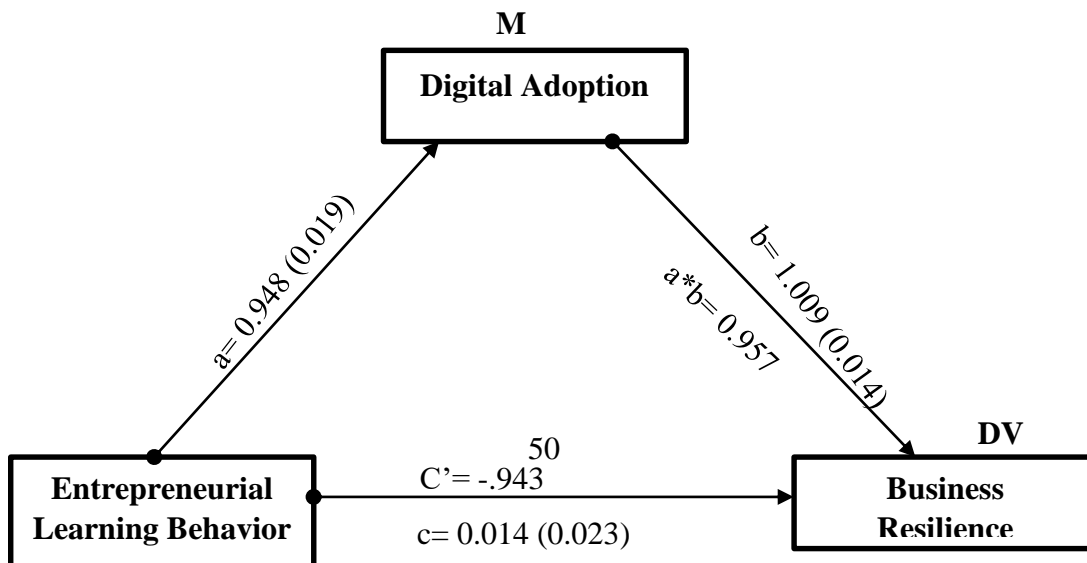 M
Digital Adoption
a= 0.948 (0.019)
b= 1.009 (0.014)
a*b= 0.957
DV
50
C’= -.943
c= 0.014 (0.023)
Entrepreneurial
Learning Behavior
Business
Resilience